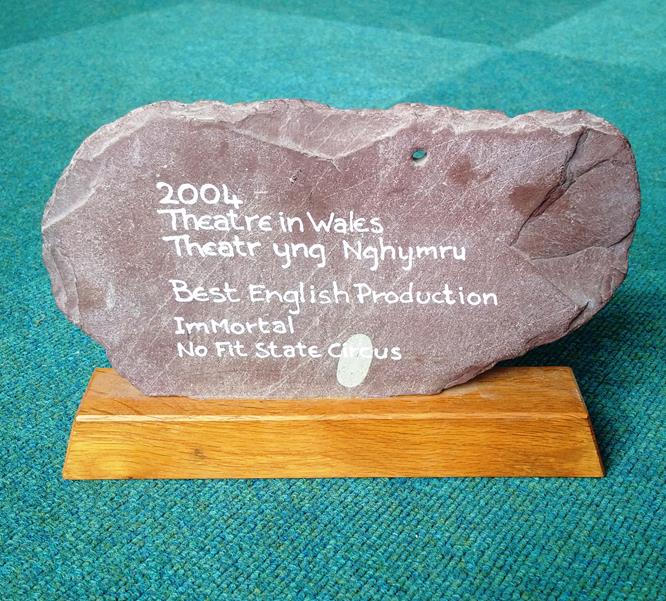 2004
Theatre in Wales
Theatr yng Nghymru
Best English Production
ImMortal
No Fit State Circus